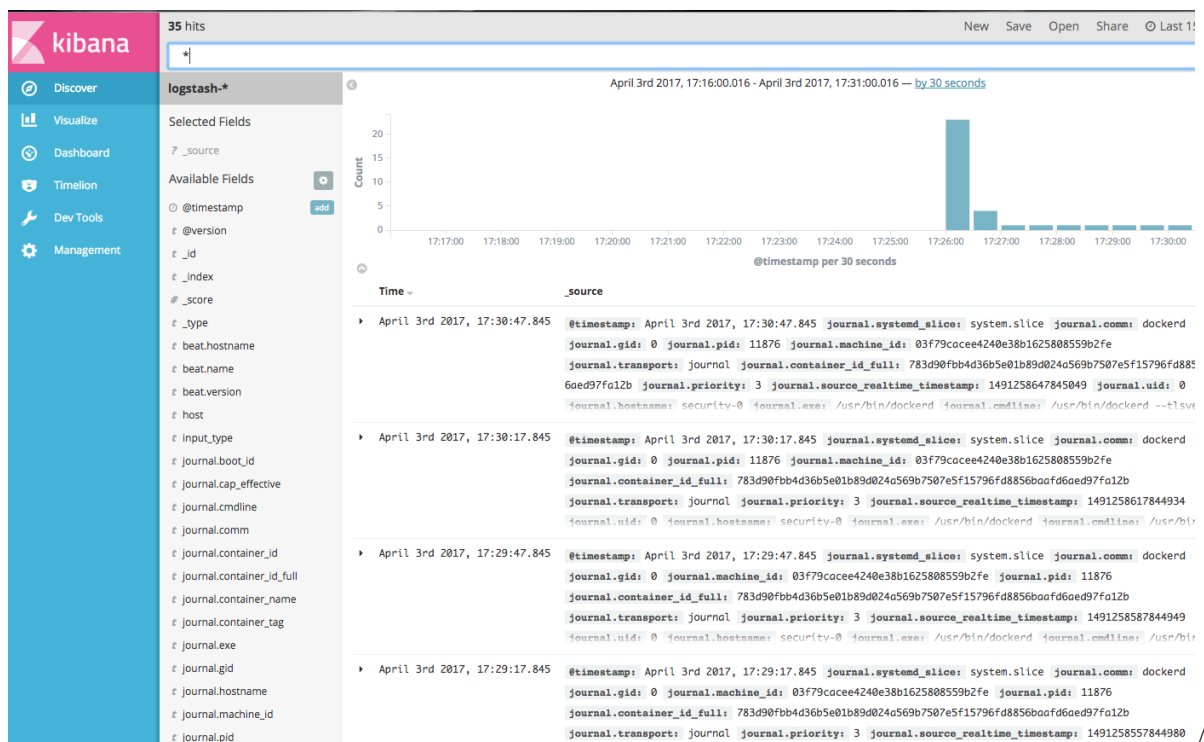 kibana
Discover
Visualize
Dashboard
Timelion
Dev Tools
Management
35 hits
New Save Open Share Last 15
*
logstash-*
Selected Fields
? _source
Available Fields
@timestamp add
t @version
t _id
t _index
# _score
t _type
t beat.hostname
t beat.name
t beat.version
t host
t input_type
t journal.boot_id
t journal.cap_effective
t journal.cmdline
t journal.comm
t journal.container_id
t journal.container_id_full
t journal.container_name
t journal.container_tag
t journal.exe
t journal.gid
t journal.hostname
t journal.machine_id
t journal.pid
April 3rd 2017, 17:16:00.016 - April 3rd 2017, 17:31:00.016 — by 30 seconds
Count
20
15
10
5
0
17:17:00 17:18:00 17:19:00 17:20:00 17:21:00 17:22:00 17:23:00 17:24:00 17:25:00 17:26:00 17:27:00 17:28:00 17:29:00 17:30:00
@timestamp per 30 seconds
Time _source
April 3rd 2017, 17:30:47.845 @timestamp: April 3rd 2017, 17:30:47.845 journal.systemd_slice: system.slice journal.comm: dockerd
journal.gid: 0 journal.pid: 11876 journal.machine_id: 03f79cacee4240e38b1625808559b2fe
journal.transport: journal journal.container_id_full: 783d90fbb4d36b5e01b89d024a569b7507e5f15796fd885
6aed97fa12b journal.priority: 3 journal.source_realtime_timestamp: 1491258647845049 journal.uid: 0
journal.hostname: security-0 journal.exe: /usr/bin/dockerd journal.cmdline: /usr/bin/dockerd --tlsve
April 3rd 2017, 17:30:17.845 @timestamp: April 3rd 2017, 17:30:17.845 journal.systemd_slice: system.slice journal.comm: dockerd
journal.gid: 0 journal.pid: 11876 journal.machine_id: 03f79cacee4240e38b1625808559b2fe
journal.container_id_full: 783d90fbb4d36b5e01b89d024a569b7507e5f15796fd8856baafd6aed97fa12b
journal.transport: journal journal.priority: 3 journal.source_realtime_timestamp: 1491258617844934
journal.uid: 0 journal.hostname: security-0 journal.exe: /usr/bin/dockerd journal.cmdline: /usr/bin
April 3rd 2017, 17:29:47.845 @timestamp: April 3rd 2017, 17:29:47.845 journal.systemd_slice: system.slice journal.comm: dockerd
journal.gid: 0 journal.machine_id: 03f79cacee4240e38b1625808559b2fe journal.pid: 11876
journal.container_id_full: 783d90fbb4d36b5e01b89d024a569b7507e5f15796fd8856baafd6aed97fa12b
journal.transport: journal journal.priority: 3 journal.source_realtime_timestamp: 1491258587844949
journal.uid: 0 journal.hostname: security-0 journal.exe: /usr/bin/dockerd journal.cmdline: /usr/bin
April 3rd 2017, 17:29:17.845 @timestamp: April 3rd 2017, 17:29:17.845 journal.systemd_slice: system.slice journal.comm: dockerd
journal.gid: 0 journal.machine_id: 03f79cacee4240e38b1625808559b2fe journal.pid: 11876
journal.container_id_full: 783d90fbb4d36b5e01b89d024a569b7507e5f15796fd8856baafd6aed97fa12b
journal.transport: journal journal.priority: 3 journal.source_realtime_timestamp: 1491258557844980 /